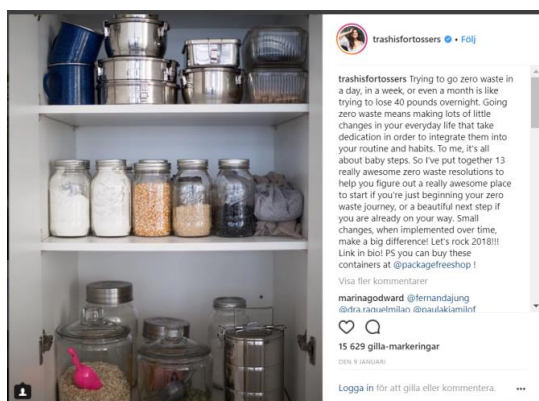 trashisfortossers • Följ
trashisfortossers Trying to go zero waste in
a day, in a week, or even a month is like
trying to lose 40 pounds overnight. Going
zero waste means making lots of little
changes in your everyday life that take
dedication in order to integrate them into
your routine and habits. To me, it's all
about baby steps. So I've put together 13
really awesome zero waste resolutions to
help you figure out a really awesome place
to start if you're just beginning your zero
waste journey, or a beautiful next step if
you are already on your way. Small
changes, when implemented over time,
make a big difference! Let's rock 2018!!!
Link in bio! PS you can buy these
containers at @packagefreeshop !
Visa fler kommentarer
marinagodward @fernandajung
@dra.raquelmilao @paulakjamilof
15 629 gilla-markeringar
DEN 9 JANUARI
Logga in för att gilla eller kommentera.